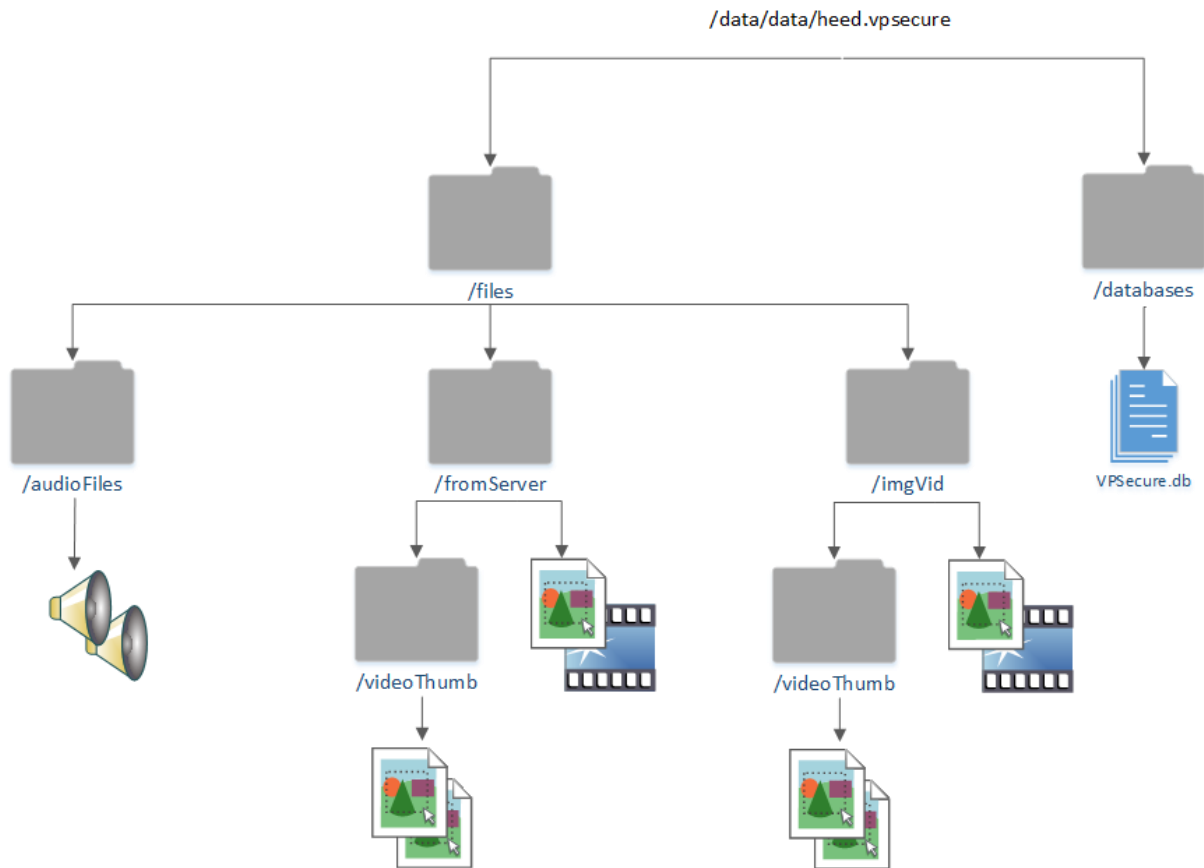 /data/data/heed.vpsecure
/files
/databases
/audioFiles
/fromServer
/imgVid
VPSecure.db
/videoThumb
/videoThumb